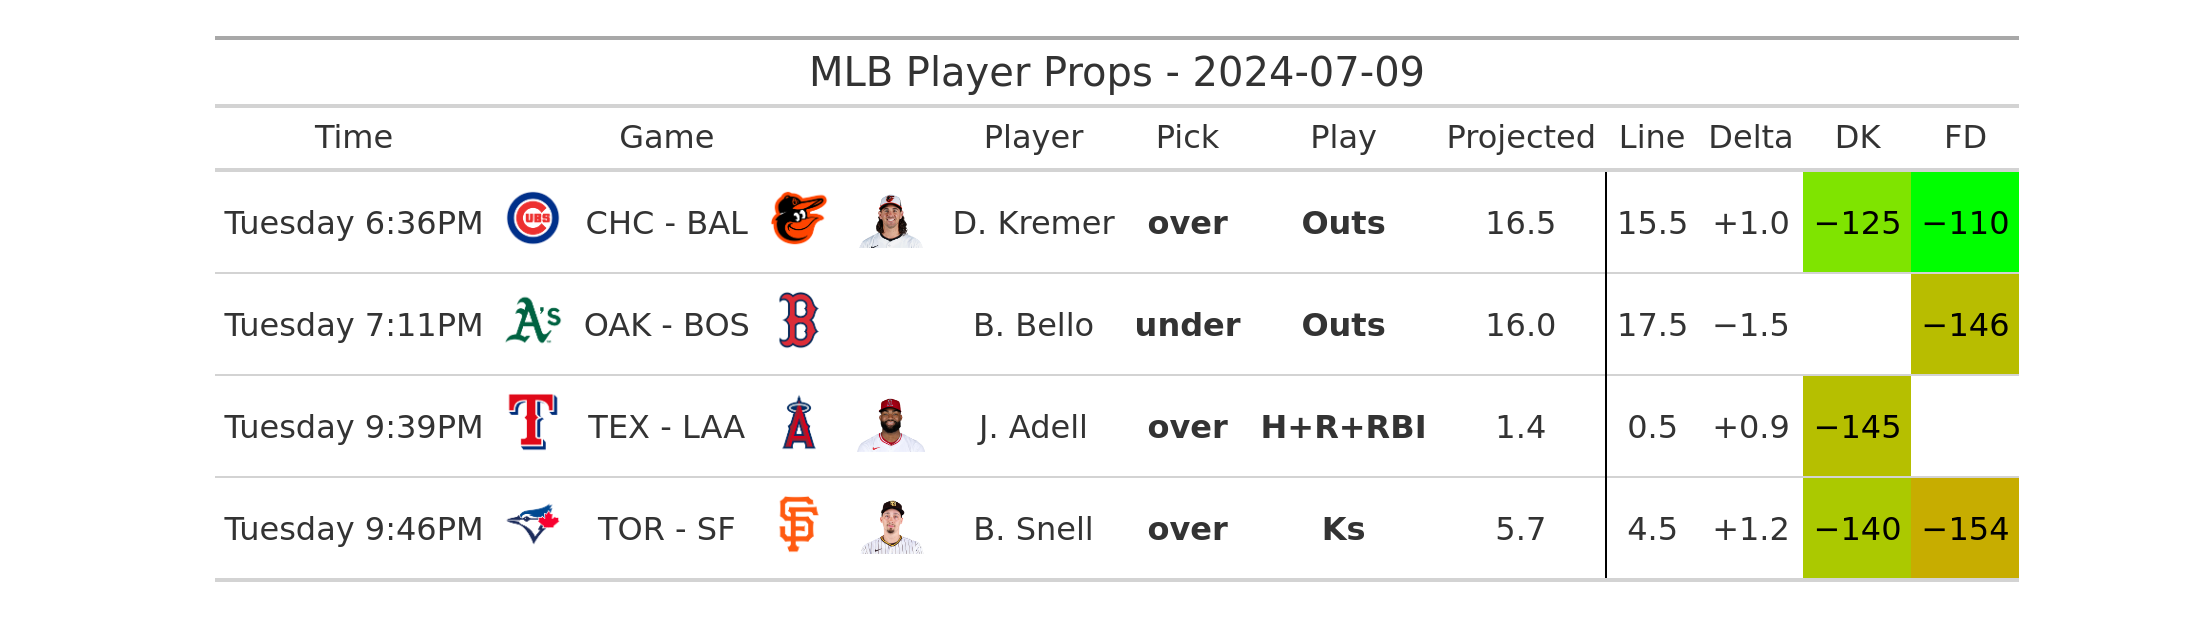 MLB Player Props - 2024-07-09
Time Game Player Pick Play Projected Line Delta DK FD
Tuesday 6:36PM CUBS CHC - BAL D. Kremer over Outs 16.5 15.5 +1.0 −125 −110
Tuesday 7:11PM A's OAK - BOS B B. Bello under Outs 16.0 17.5 −1.5 −146
Tuesday 9:39PM T TEX - LAA A J. Adell over H+R+RBI 1.4 0.5 +0.9 −145
Tuesday 9:46PM TOR - SF SF B. Snell over Ks 5.7 4.5 +1.2 −140 −154